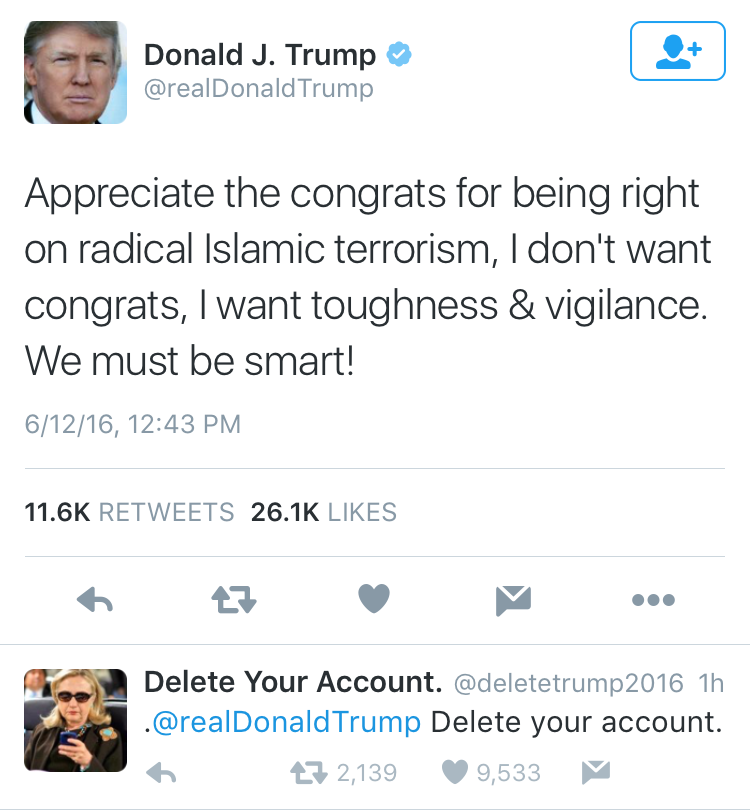 Donald J. Trump
@realDonaldTrump
Appreciate the congrats for being right
on radical Islamic terrorism, I don't want
congrats, I want toughness & vigilance.
We must be smart!
6/12/16, 12:43 PM
11.6K RETWEETS 26.1K LIKES
Delete Your Account. @deletetrump2016 1h
.@realDonaldTrump Delete your account.
2,139 9,533